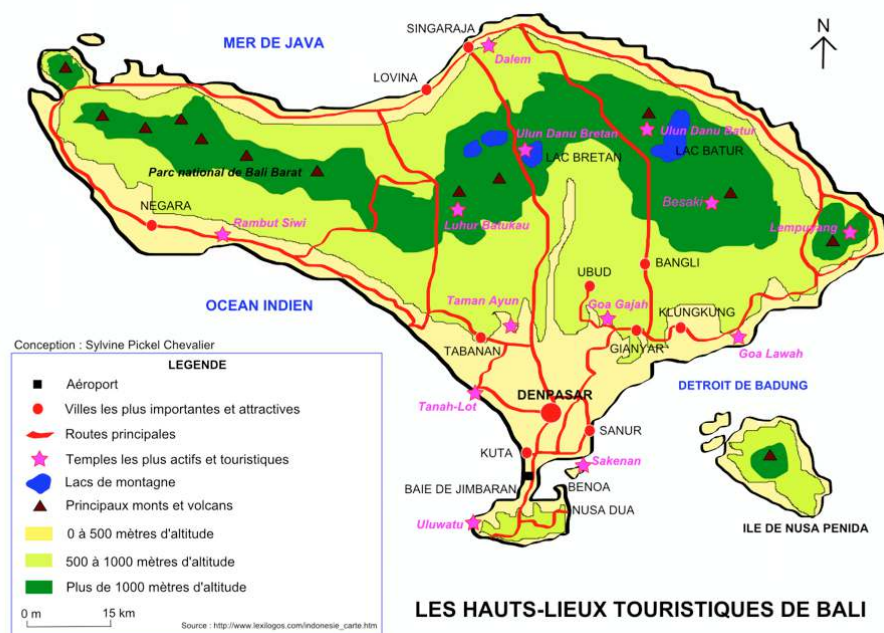 SINGARAJA
N
MER DE JAVA
Dalem
LOVINA
Ulun Danu Bretan
Ulun Danu Batur
LAC BRETAN
LAC BATUR
Parc national de Bali Barat
NEGARA
Besaki
Rambut Siwi
Luhur Batukau
Lempuyang
BANGLI
UBUD
OCEAN INDIEN
Taman Ayun
Goa Gajah
KLUNGKUNG
Conception : Sylvine Pickel Chevalier
TABANAN
GIANYAR
Goa Lawah
LEGENDE
Aéroport
Villes les plus importantes et attractives
Routes principales
Temples les plus actifs et touristiques
Lacs de montagne
Principaux monts et volcans
0 à 500 mètres d'altitude
500 à 1000 mètres d'altitude
Plus de 1000 mètres d'altitude
0 m 15 km
Source : http://www.lexilogos.com/indonesie_carte.htm
DETROIT DE BADUNG
Tanah-Lot
DENPASAR
SANUR
KUTA
Sakenan
BAIE DE JIMBARAN
BENOA
NUSA DUA
Uluwatu
ILE DE NUSA PENIDA
LES HAUTS-LIEUX TOURISTIQUES DE BALI